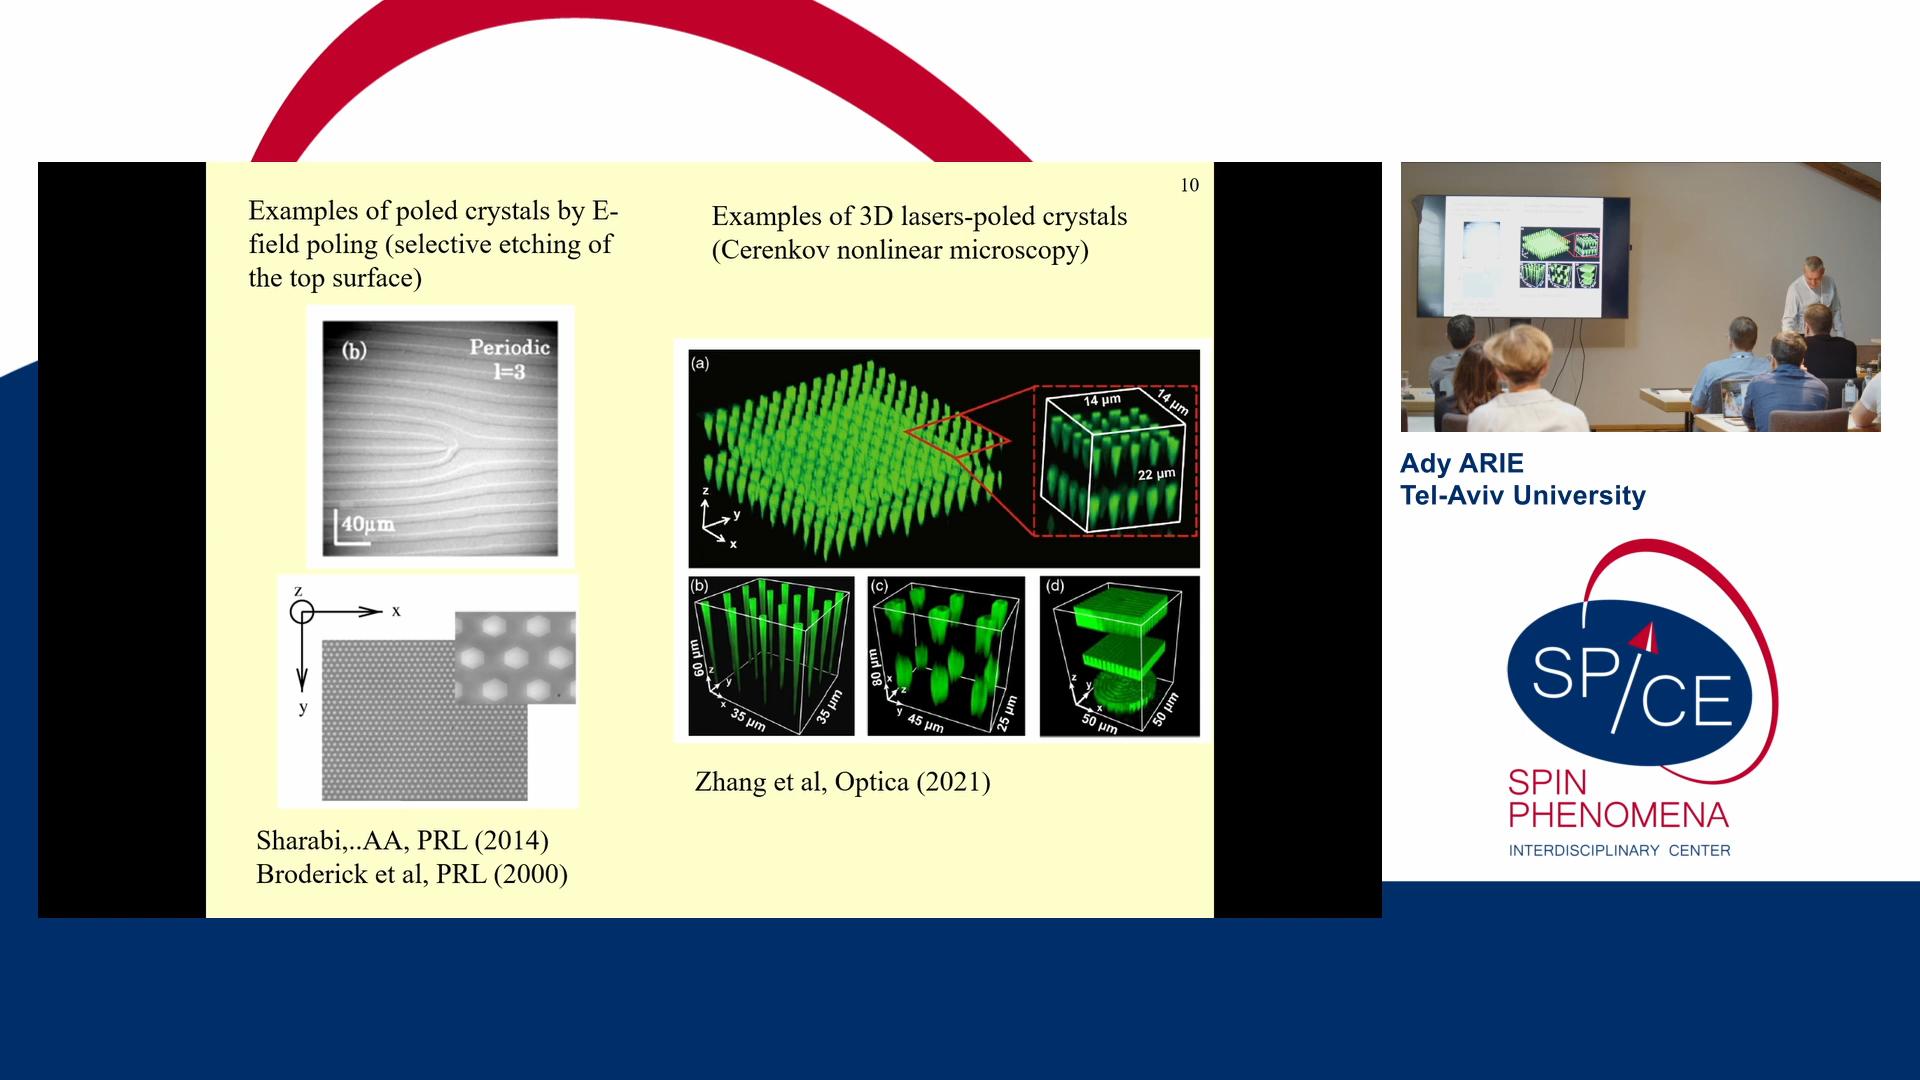 10
Examples of poled crystals by E-
field poling (selective etching of
the top surface)
Examples of 3D lasers-poled crystals
(Cerenkov nonlinear microscopy)
(b)
Periodic
l=3
40μm
z
x
y
(a)
14 μm
14 μm
22 μm
z
y
x
(b)
60 μm
z
y
x
35 μm
35 μm
(c)
80 μm
x
z
y
45 μm
25 μm
(d)
z
y
x
50 μm
50 μm
Zhang et al, Optica (2021)
Sharabi,..AA, PRL (2014)
Broderick et al, PRL (2000)
Ady ARIE
Tel-Aviv University
SP/CE
SPIN
PHENOMENA
INTERDISCIPLINARY CENTER